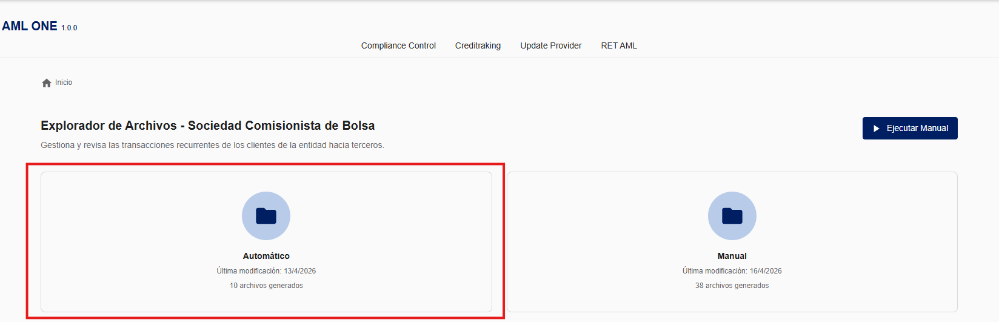 AML ONE 1.0.0
Compliance Control Creditraking Update Provider RET AML
Inicio
Explorador de Archivos - Sociedad Comisionista de Bolsa
Ejecutar Manual
Gestiona y revisa las transacciones recurrentes de los clientes de la entidad hacia terceros.
Automático
Última modificación: 13/4/2026
10 archivos generados
Manual
Última modificación: 16/4/2026
38 archivos generados